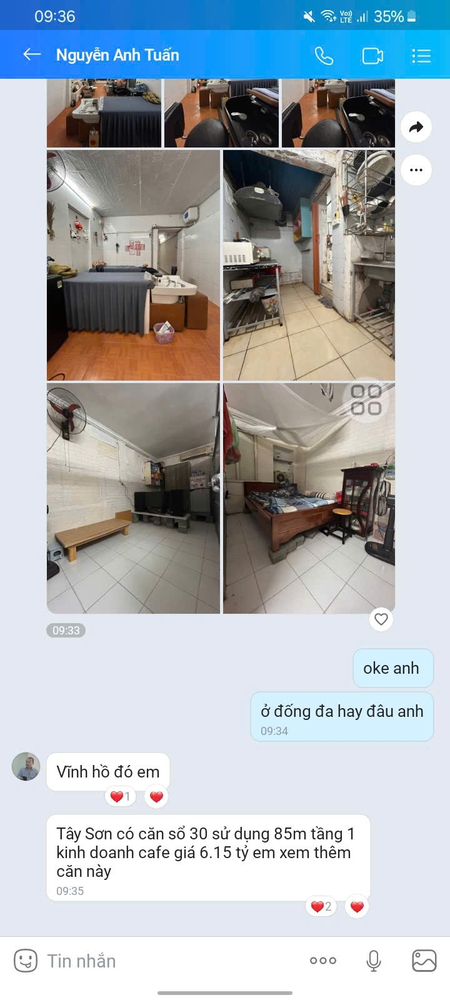 09:36
Vo))
LTE
35%
Nguyễn Anh Tuấn
09:33
oke anh
ở đống đa hay đâu anh
09:34
Vĩnh hồ đó em
1
Tây Sơn có căn sổ 30 sử dụng 85m tầng 1
kinh doanh cafe giá 6.15 tỷ em xem thêm
căn này
09:35
2
Tin nhắn